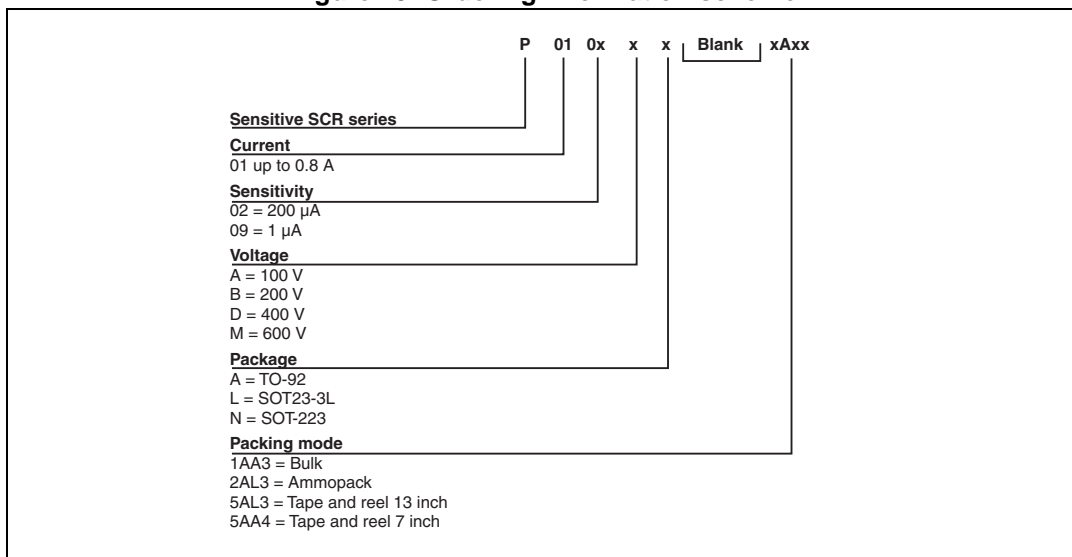 P 01 0x x x Blank xAxx
Sensitive SCR series
Current
01 up to 0.8 A
Sensitivity
02 = 200 µA
09 = 1 µA
Voltage
A = 100 V
B = 200 V
D = 400 V
M = 600 V
Package
A = TO-92
L = SOT23-3L
N = SOT-223
Packing mode
1AA3 = Bulk
2AL3 = Ammopack
5AL3 = Tape and reel 13 inch
5AA4 = Tape and reel 7 inch